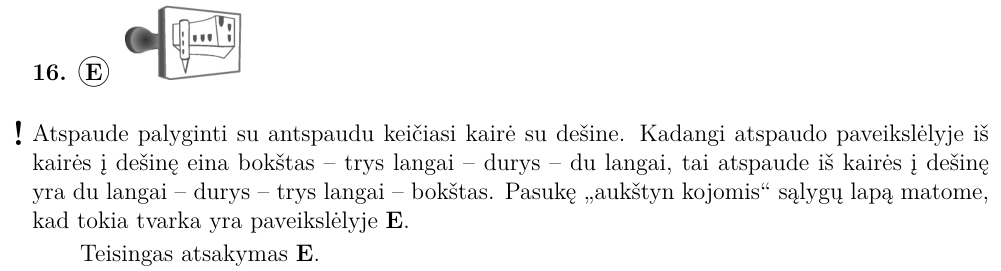 16. E
! Atspaude palyginti su antspaudu keičiasi kairė su dešine. Kadangi atspaudo paveikslėlyje iš
kairės į dešinę eina bokštas – trys langai – durys – du langai, tai atspaude iš kairės į dešinę
yra du langai – durys – trys langai – bokštas. Pasukę „aukštyn kojomis“ sąlygų lapą matome,
kad tokia tvarka yra paveikslėlyje E.
Teisingas atsakymas E.